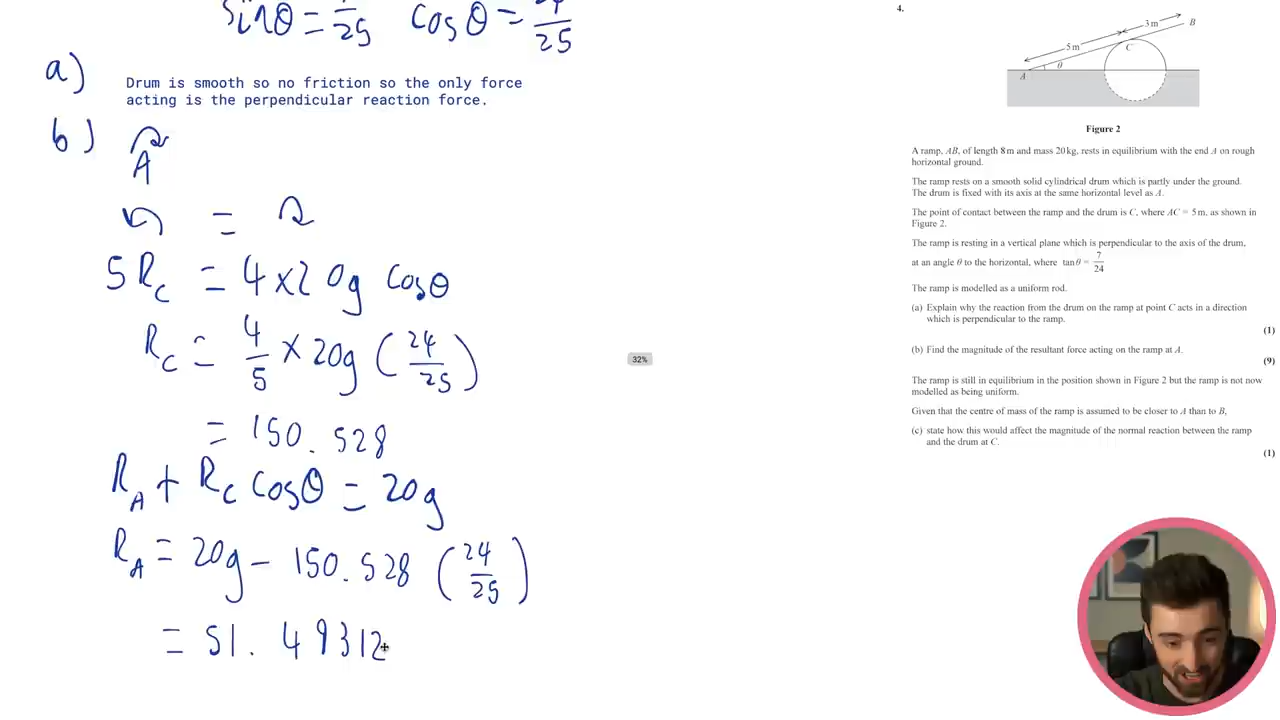 sinθ = 7/25 cosθ = 24/25
a)
Drum is smooth so no friction so the only force
acting is the perpendicular reaction force.
b)
A
=
5R_C = 4×20g cosθ
R_C = 4/5 × 20g (24/25)
= 150.528
R_A + R_C cosθ = 20g
R_A = 20g - 150.528 (24/25)
= 51.49312
32%
4.
3 m
B
5 m
C
θ
A
Figure 2
A ramp, AB, of length 8 m and mass 20 kg, rests in equilibrium with the end A on rough
horizontal ground.
The ramp rests on a smooth solid cylindrical drum which is partly under the ground.
The drum is fixed with its axis at the same horizontal level as A.
The point of contact between the ramp and the drum is C, where AC = 5 m, as shown in
Figure 2.
The ramp is resting in a vertical plane which is perpendicular to the axis of the drum,
at an angle θ to the horizontal, where tan θ = 7/24
The ramp is modelled as a uniform rod.
(a) Explain why the reaction from the drum on the ramp at point C acts in a direction
which is perpendicular to the ramp.
(1)
(b) Find the magnitude of the resultant force acting on the ramp at A.
(9)
The ramp is still in equilibrium in the position shown in Figure 2 but the ramp is not now
modelled as being uniform.
Given that the centre of mass of the ramp is assumed to be closer to A than to B,
(c) state how this would affect the magnitude of the normal reaction between the ramp
and the drum at C.
(1)